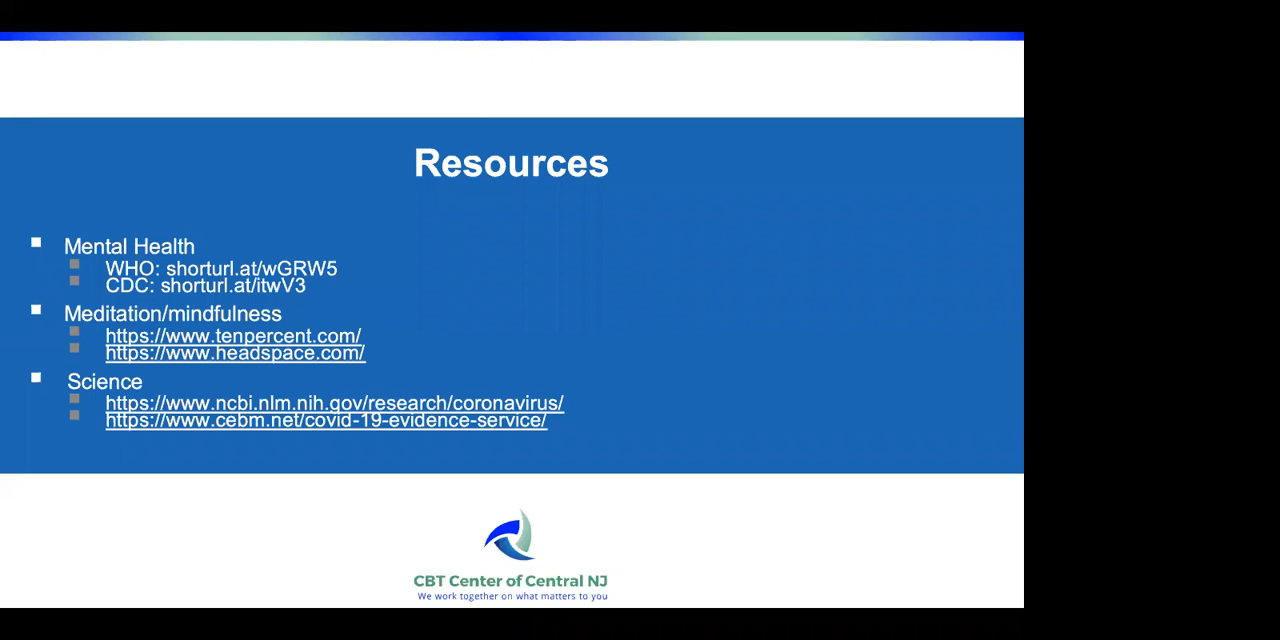 Resources
Mental Health
WHO: shorturl.at/wGRW5
CDC: shorturl.at/itwV3
Meditation/mindfulness
https://www.tenpercent.com/
https://www.headspace.com/
Science
https://www.ncbi.nlm.nih.gov/research/coronavirus/
https://www.cebm.net/covid-19-evidence-service/
CBT Center of Central NJ
We work together on what matters to you